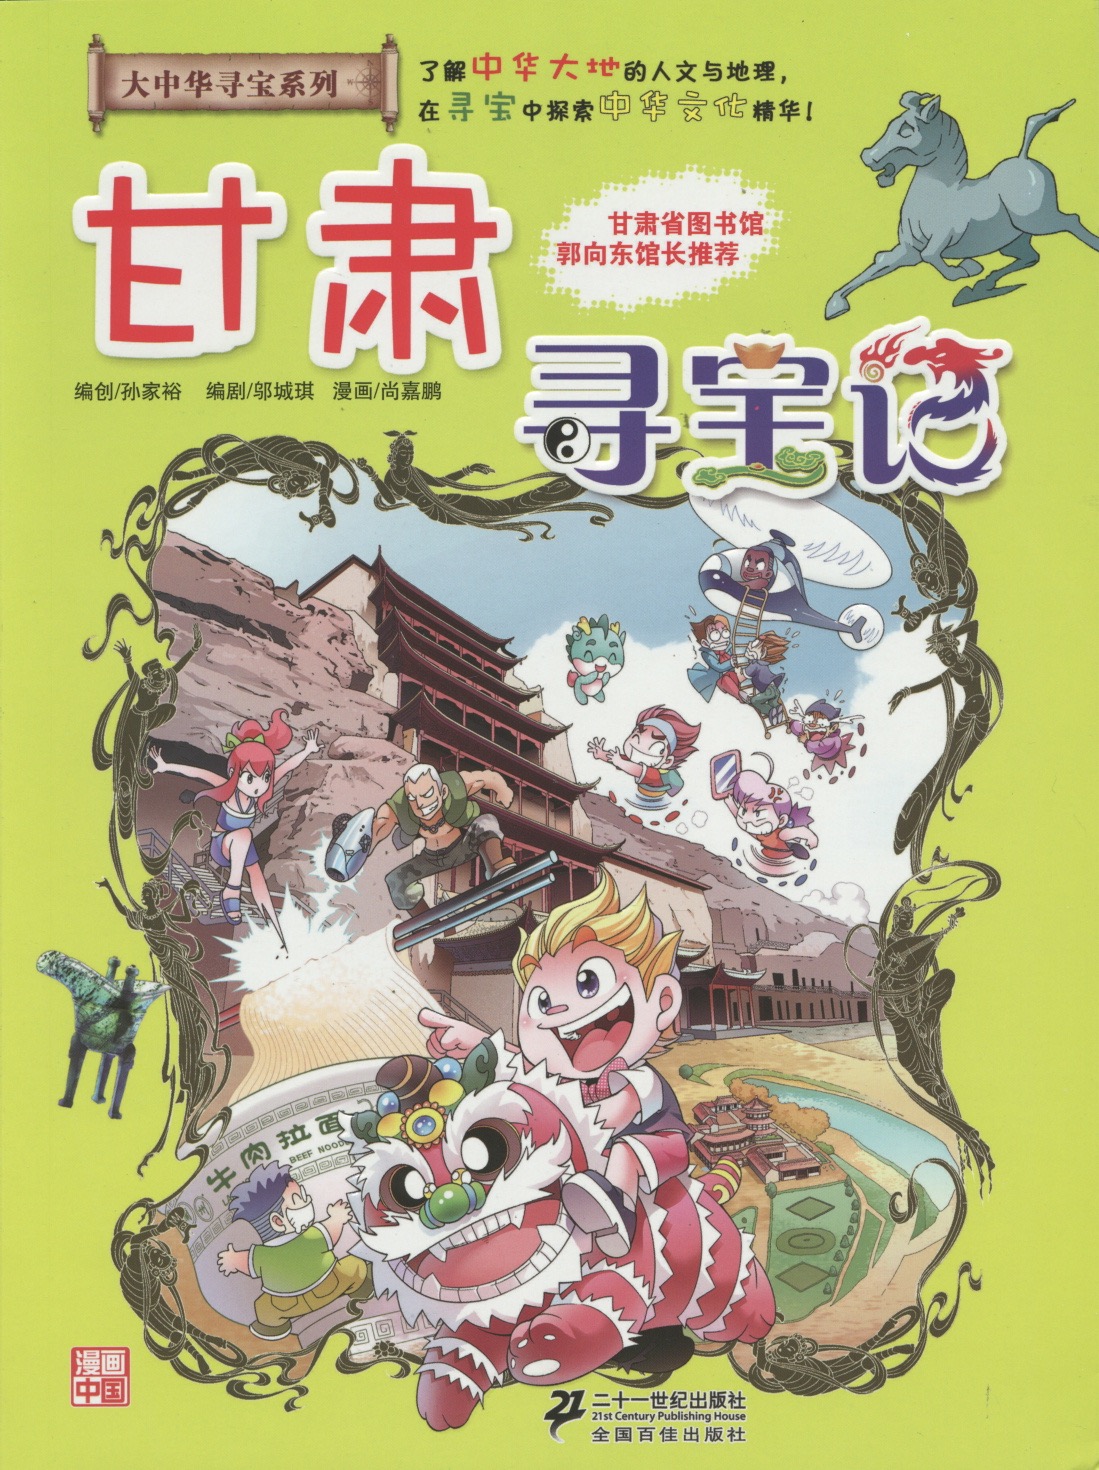 大中华寻宝系列
了解中华大地的人文与地理，
在寻宝中探索中华文化精华！
甘肃
甘肃省图书馆
郭向东馆长推荐
寻宝记
编创/孙家裕 编剧/邬城琪 漫画/尚嘉鹏
牛肉拉面
BEEF NOOD
漫画
中国
21
二十一世纪出版社
21st Century Publishing House
全国百佳出版社